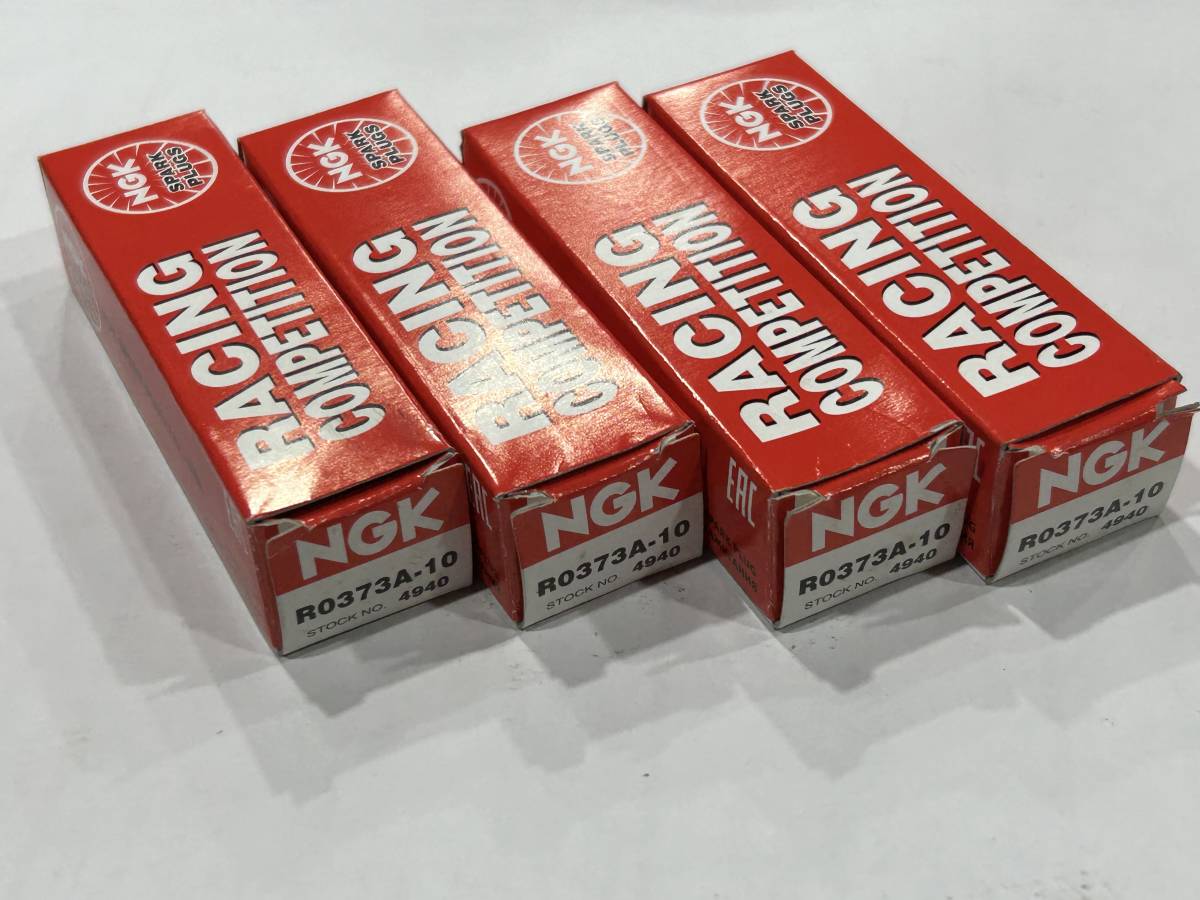 NGK
SPARK
PLUGS
RACING
COMPETITION
NGK
R0373A-10
STOCK NO. 4940
NGK
SPARK
PLUGS
RACING
COMPETITION
EAC
NGK
R0373A-10
STOCK NO. 4940
NGK
SPARK
PLUGS
RACING
COMPETITION
EAC
NGK
R0373A-10
STOCK NO. 4940
NGK
SPARK
PLUGS
RACING
COMPETITION
NGK
R0373A-10
STOCK NO. 4940